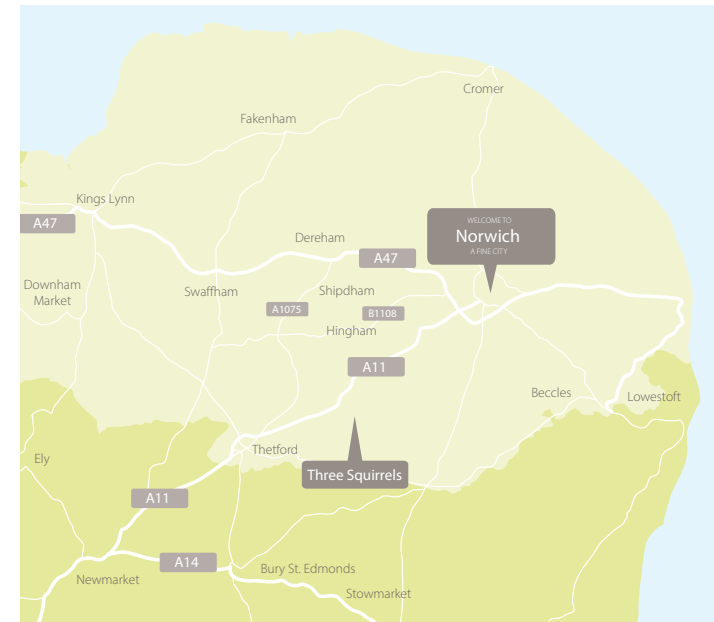 Cromer
Fakenham
Kings Lynn
A47
WELCOME TO
Norwich
A FINE CITY
Dereham
A47
Downham
Market
Swaffham
Shipdham
A1075
B1108
Hingham
A11
Beccles
Lowestoft
Thetford
Ely
Three Squirrels
A11
A14
Bury St. Edmonds
Newmarket
Stowmarket